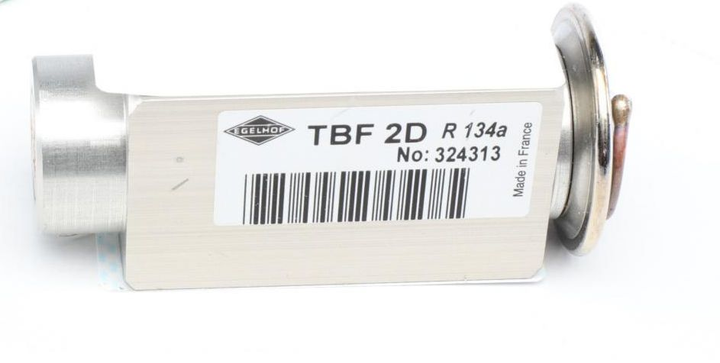 EGELHOF
TBF 2D R 134a
No: 324313
Made in France